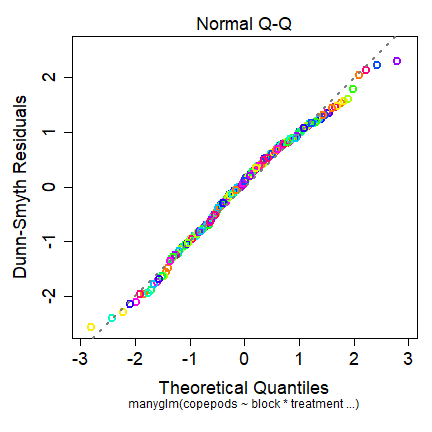 Normal Q-Q
Dunn-Smyth Residuals
2
1
0
-1
-2
-3 -2 -1 0 1 2 3
Theoretical Quantiles
manyglm(copepods ~ block * treatment ...)